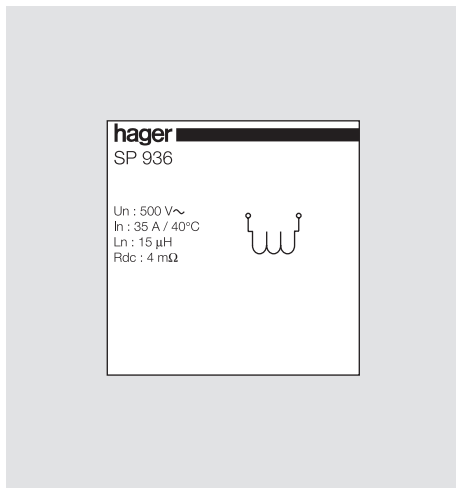 hager
SP 936
Un : 500 V~
In : 35 A / 40°C
Ln : 15 µH
Rdc : 4 mΩ